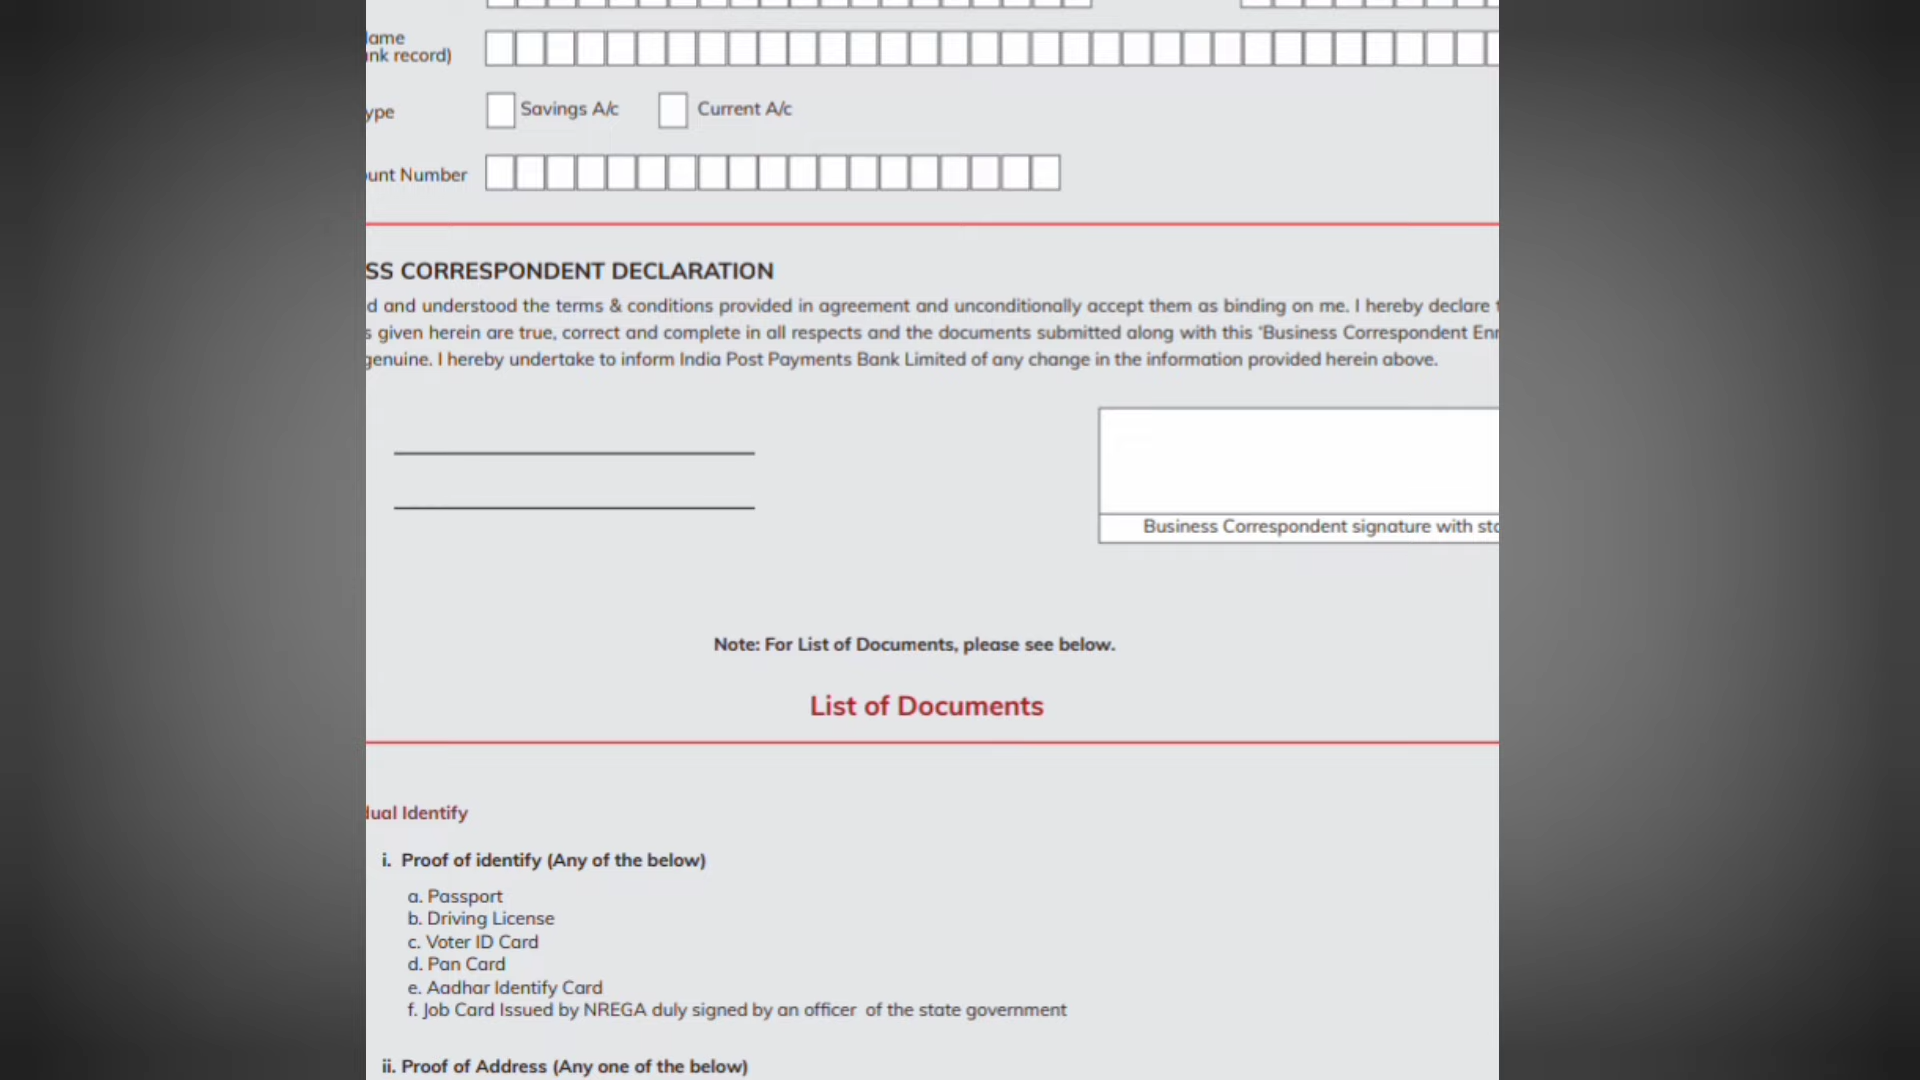 ame
nk record)
ype Savings A/c Current A/c
unt Number
SS CORRESPONDENT DECLARATION
d and understood the terms & conditions provided in agreement and unconditionally accept them as binding on me. I hereby declare
s given herein are true, correct and complete in all respects and the documents submitted along with this 'Business Correspondent Enr
genuine. I hereby undertake to inform India Post Payments Bank Limited of any change in the information provided herein above.
Business Correspondent signature with sta
Note: For List of Documents, please see below.
List of Documents
dual Identify
i. Proof of identify (Any of the below)
a. Passport
b. Driving License
c. Voter ID Card
d. Pan Card
e. Aadhar Identify Card
f. Job Card Issued by NREGA duly signed by an officer of the state government
ii. Proof of Address (Any one of the below)